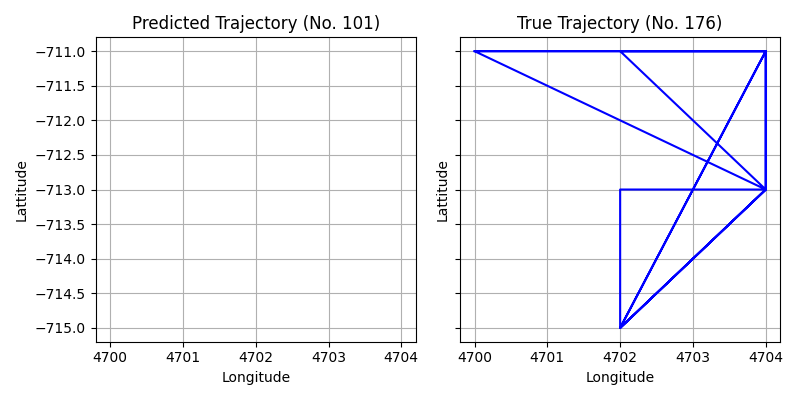 Predicted Trajectory (No. 101)
True Trajectory (No. 176)
−711.0
−711.5
−712.0
−712.5
−713.0
−713.5
−714.0
−714.5
−715.0
Lattitude
Lattitude
4700 4701 4702 4703 4704
4700 4701 4702 4703 4704
Longitude
Longitude